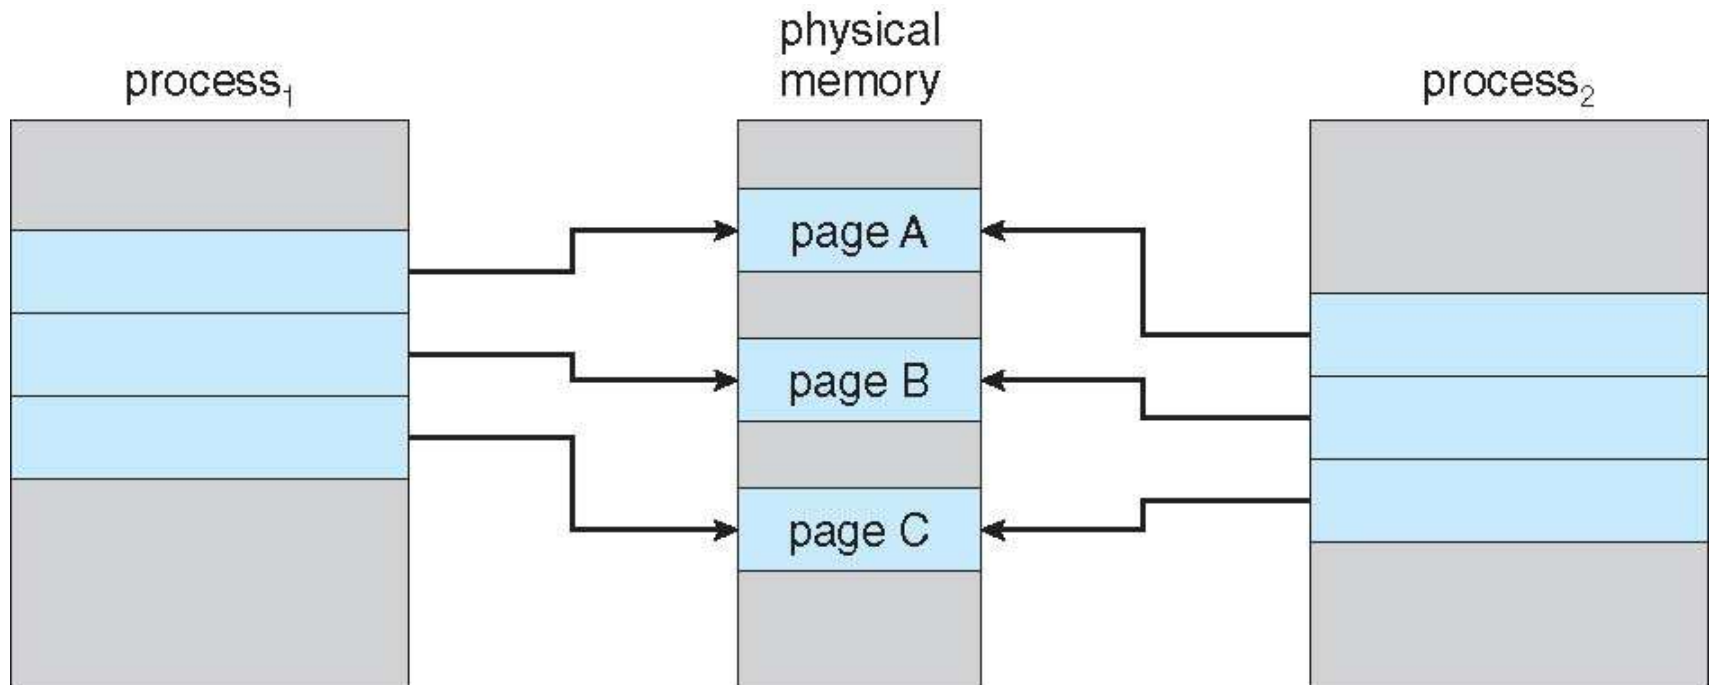 process₁
physical
memory
process₂
page A
page B
page C